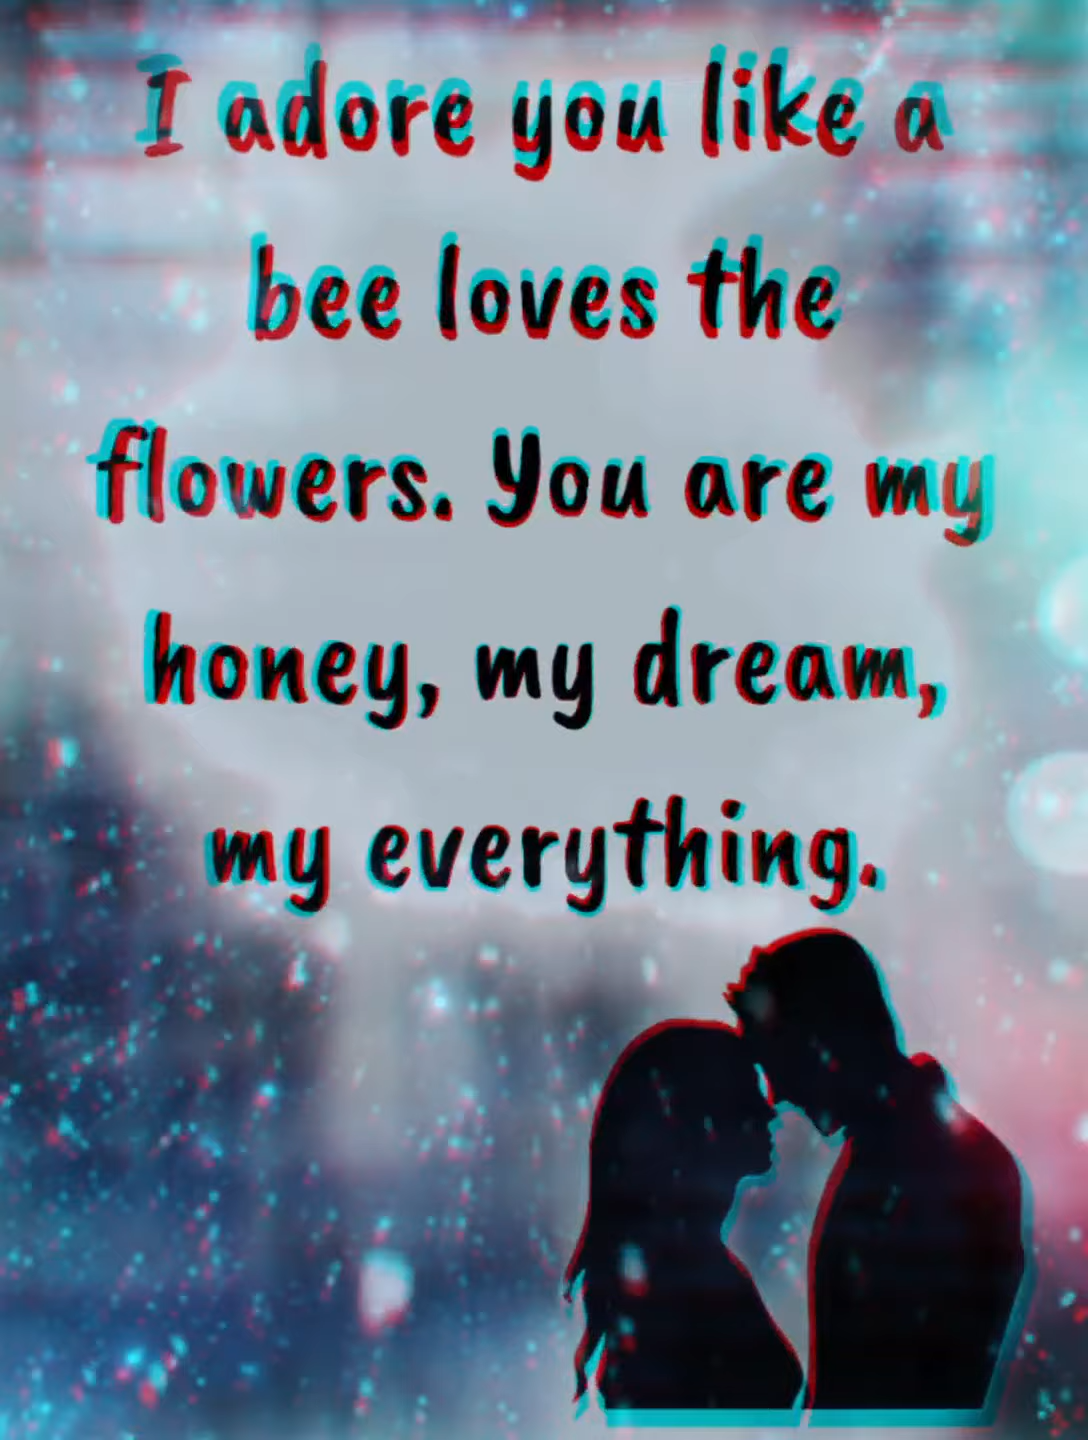 I adore you like a
bee loves the
flowers. You are my
honey, my dream,
my everything.